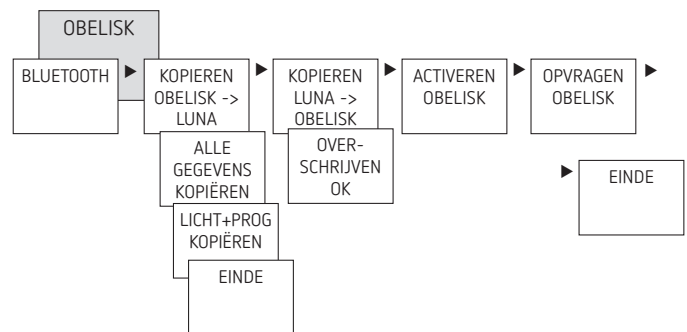 OBELISK
BLUETOOTH
KOPIEREN
OBELISK ->
LUNA
ALLE
GEGEVENS
KOPIËREN
LICHT+PROG
KOPIËREN
EINDE
KOPIEREN
LUNA ->
OBELISK
OVER-
SCHRIJVEN
OK
ACTIVEREN
OBELISK
OPVRAGEN
OBELISK
EINDE